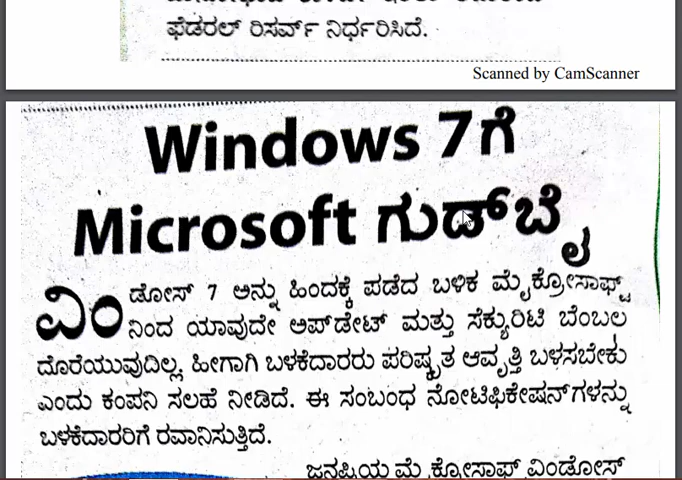 ಫೆಡರಲ್ ರಿಸರ್ವ್ ನಿರ್ಧರಿಸಿದೆ.
Scanned by CamScanner
Windows 7ಗೆ
Microsoft ಗುಡ್‌ಬೈ
ವಿಂಡೋಸ್ 7 ಅನ್ನು ಹಿಂದಕ್ಕೆ ಪಡೆದ ಬಳಿಕ ಮೈಕ್ರೋಸಾಫ್ಟ್
ನಿಂದ ಯಾವುದೇ ಅಪ್‌ಡೇಟ್ ಮತ್ತು ಸೆಕ್ಯುರಿಟಿ ಬೆಂಬಲ
ದೊರೆಯುವುದಿಲ್ಲ. ಹೀಗಾಗಿ ಬಳಕೆದಾರರು ಪರಿಷ್ಕೃತ ಆವೃತ್ತಿ ಬಳಸಬೇಕು
ಎಂದು ಕಂಪನಿ ಸಲಹೆ ನೀಡಿದೆ. ಈ ಸಂಬಂಧ ನೋಟಿಫಿಕೇಷನ್‌ಗಳನ್ನು
ಬಳಕೆದಾರರಿಗೆ ರವಾನಿಸುತ್ತಿದೆ.
ಜನಪ್ರಿಯ ಮೈಕ್ರೋಸಾಫ್ಟ್ ವಿಂಡೋಸ್